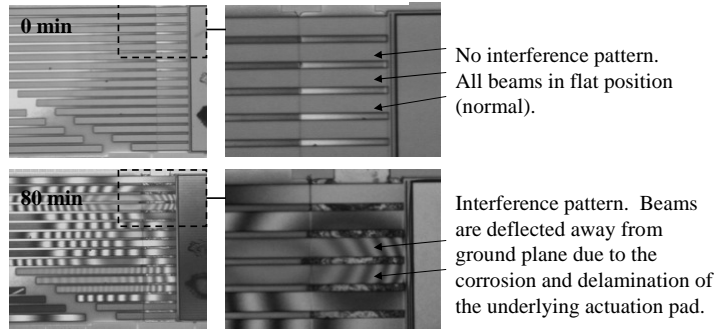 0 min
No interference pattern.
All beams in flat position
(normal).
80 min
Interference pattern.  Beams
are deflected away from
ground plane due to the
corrosion and delamination of
the underlying actuation pad.